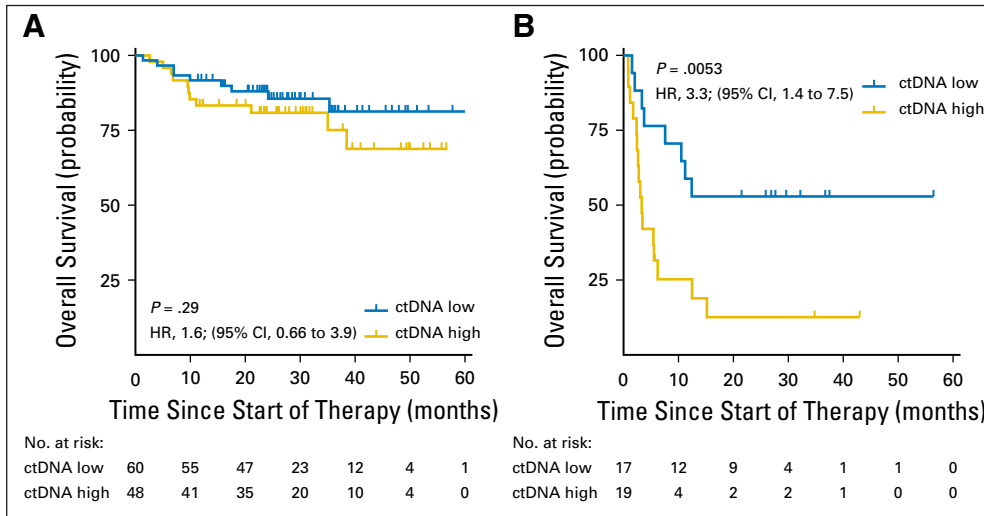 A
Overall Survival (probability)
100
75
50
25
P = .29
HR, 1.6; (95% CI, 0.66 to 3.9)
ctDNA low
ctDNA high
0 10 20 30 40 50 60
Time Since Start of Therapy (months)
No. at risk:
ctDNA low 60 55 47 23 12 4 1
ctDNA high 48 41 35 20 10 4 0
B
Overall Survival (probability)
100
75
50
25
P = .0053
HR, 3.3; (95% CI, 1.4 to 7.5)
ctDNA low
ctDNA high
0 10 20 30 40 50 60
Time Since Start of Therapy (months)
No. at risk:
ctDNA low 17 12 9 4 1 1 0
ctDNA high 19 4 2 2 1 0 0